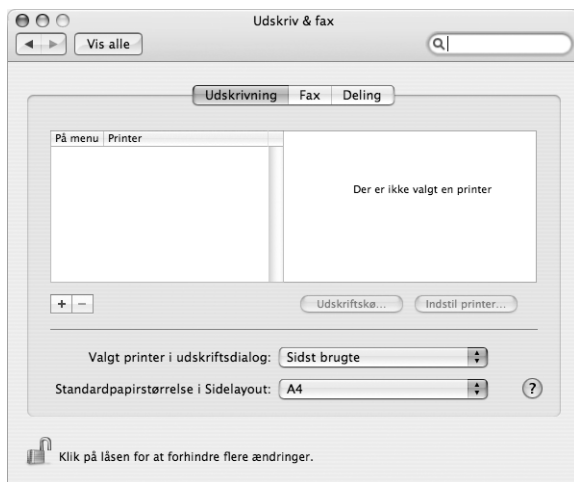 Udskriv & fax
Vis alle
Udskrivning Fax Deling
På menu Printer
Der er ikke valgt en printer
+ −
Udskriftskø... Indstil printer...
Valgt printer i udskriftsdialog: Sidst brugte
Standardpapirstørrelse i Sidelayout: A4 ?
Klik på låsen for at forhindre flere ændringer.